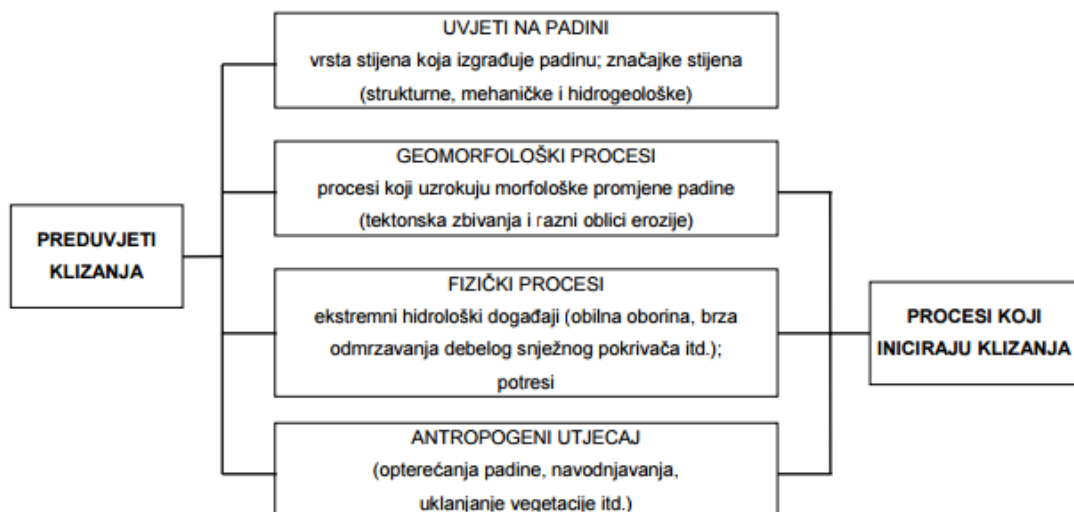 UVJETI NA PADINI
vrsta stijena koja izgrađuje padinu; značajke stijena
(strukturne, mehaničke i hidrogeološke)
GEOMORFOLOŠKI PROCESI
procesi koji uzrokuju morfološke promjene padine
(tektonska zbivanja i razni oblici erozije)
PREDUVJETI
KLIZANJA
FIZIČKI PROCESI
ekstremni hidrološki događaji (obilna oborina, brza
odmrzavanja debelog snježnog pokrivača itd.);
potresi
PROCESI KOJI
INICIRAJU KLIZANJA
ANTROPOGENI UTJECAJ
(opterećanja padine, navodnjavanja,
uklanjanje vegetacije itd.)